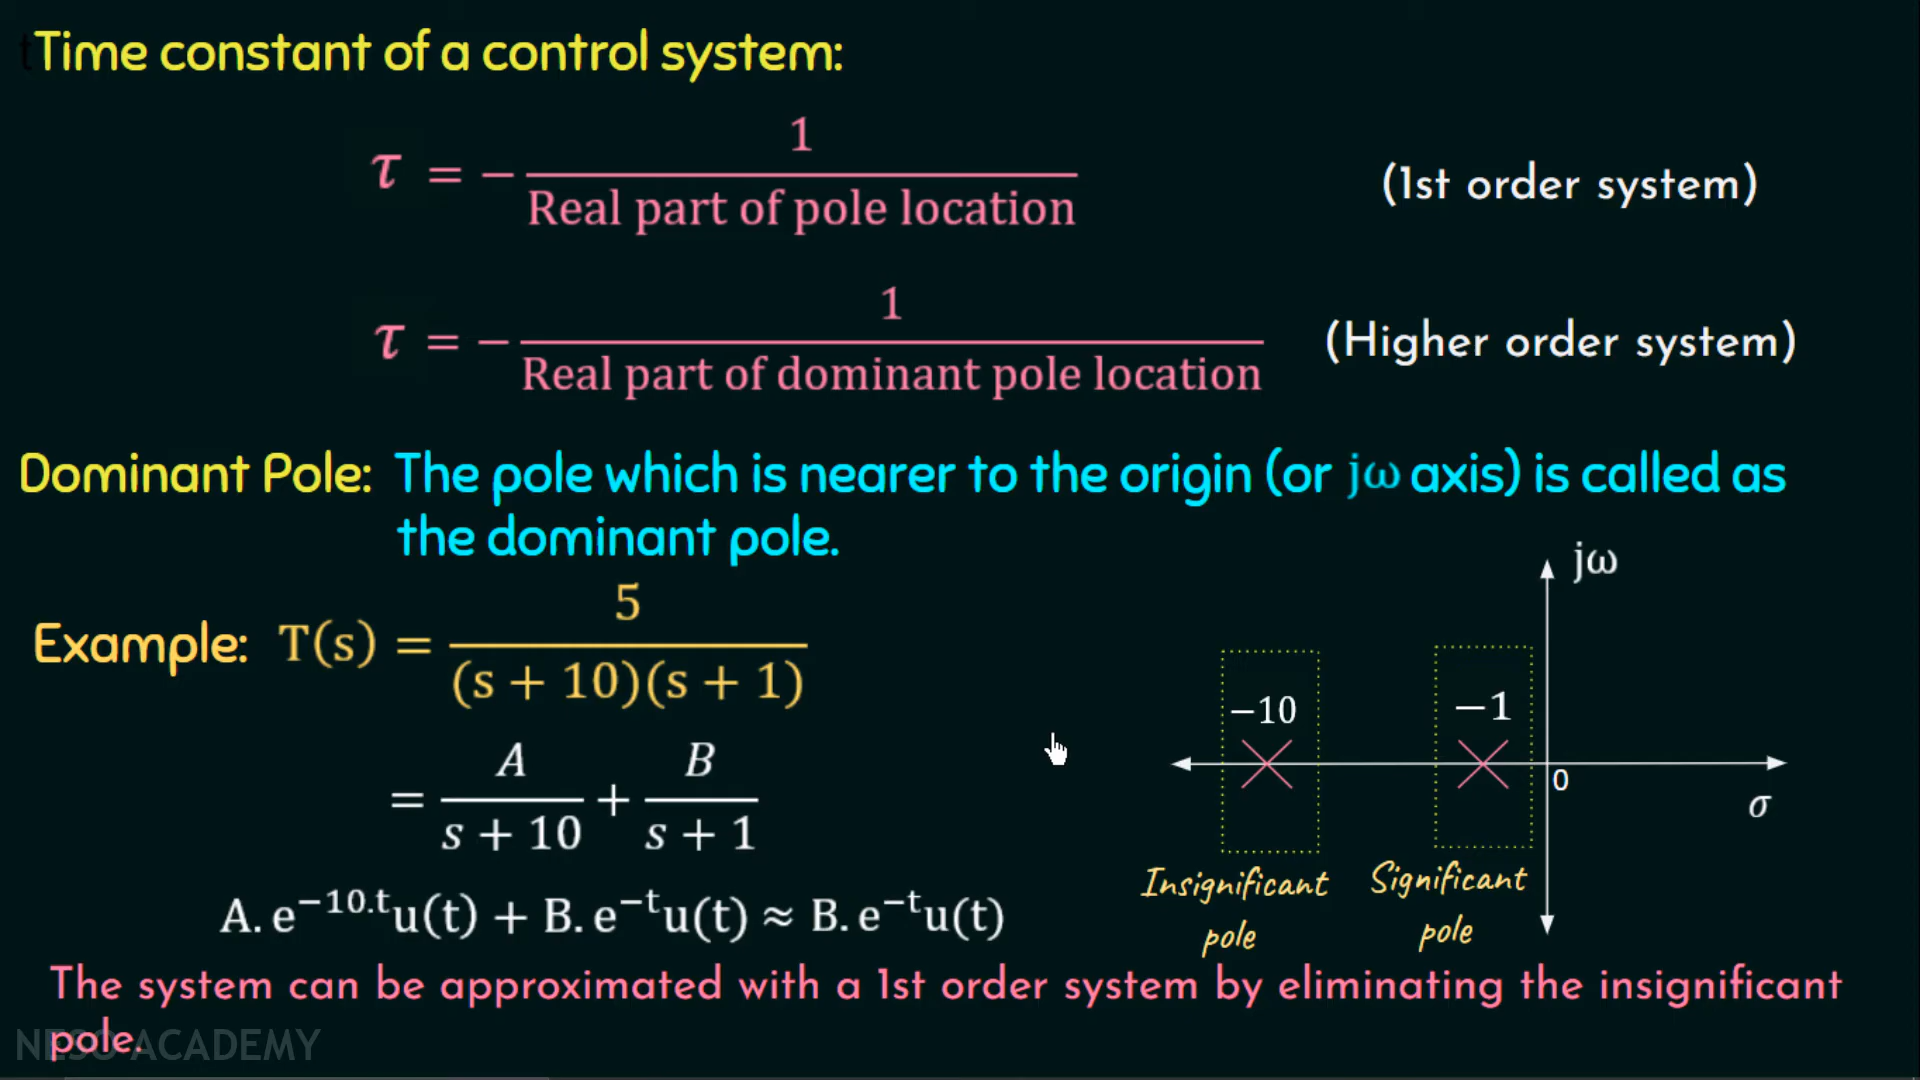 tTime constant of a control system:
τ = − 1 / Real part of pole location (1st order system)
τ = − 1 / Real part of dominant pole location (Higher order system)
Dominant Pole: The pole which is nearer to the origin (or jω axis) is called as
the dominant pole.
jω
Example: T(s) = 5 / (s + 10)(s + 1)
−10 −1
= A / s + 10 + B / s + 1
0
σ
A. e^−10.t u(t) + B. e^−t u(t) ≈ B. e^−t u(t)
Insignificant
pole
Significant
pole
The system can be approximated with a 1st order system by eliminating the insignificant
pole.
NESO ACADEMY